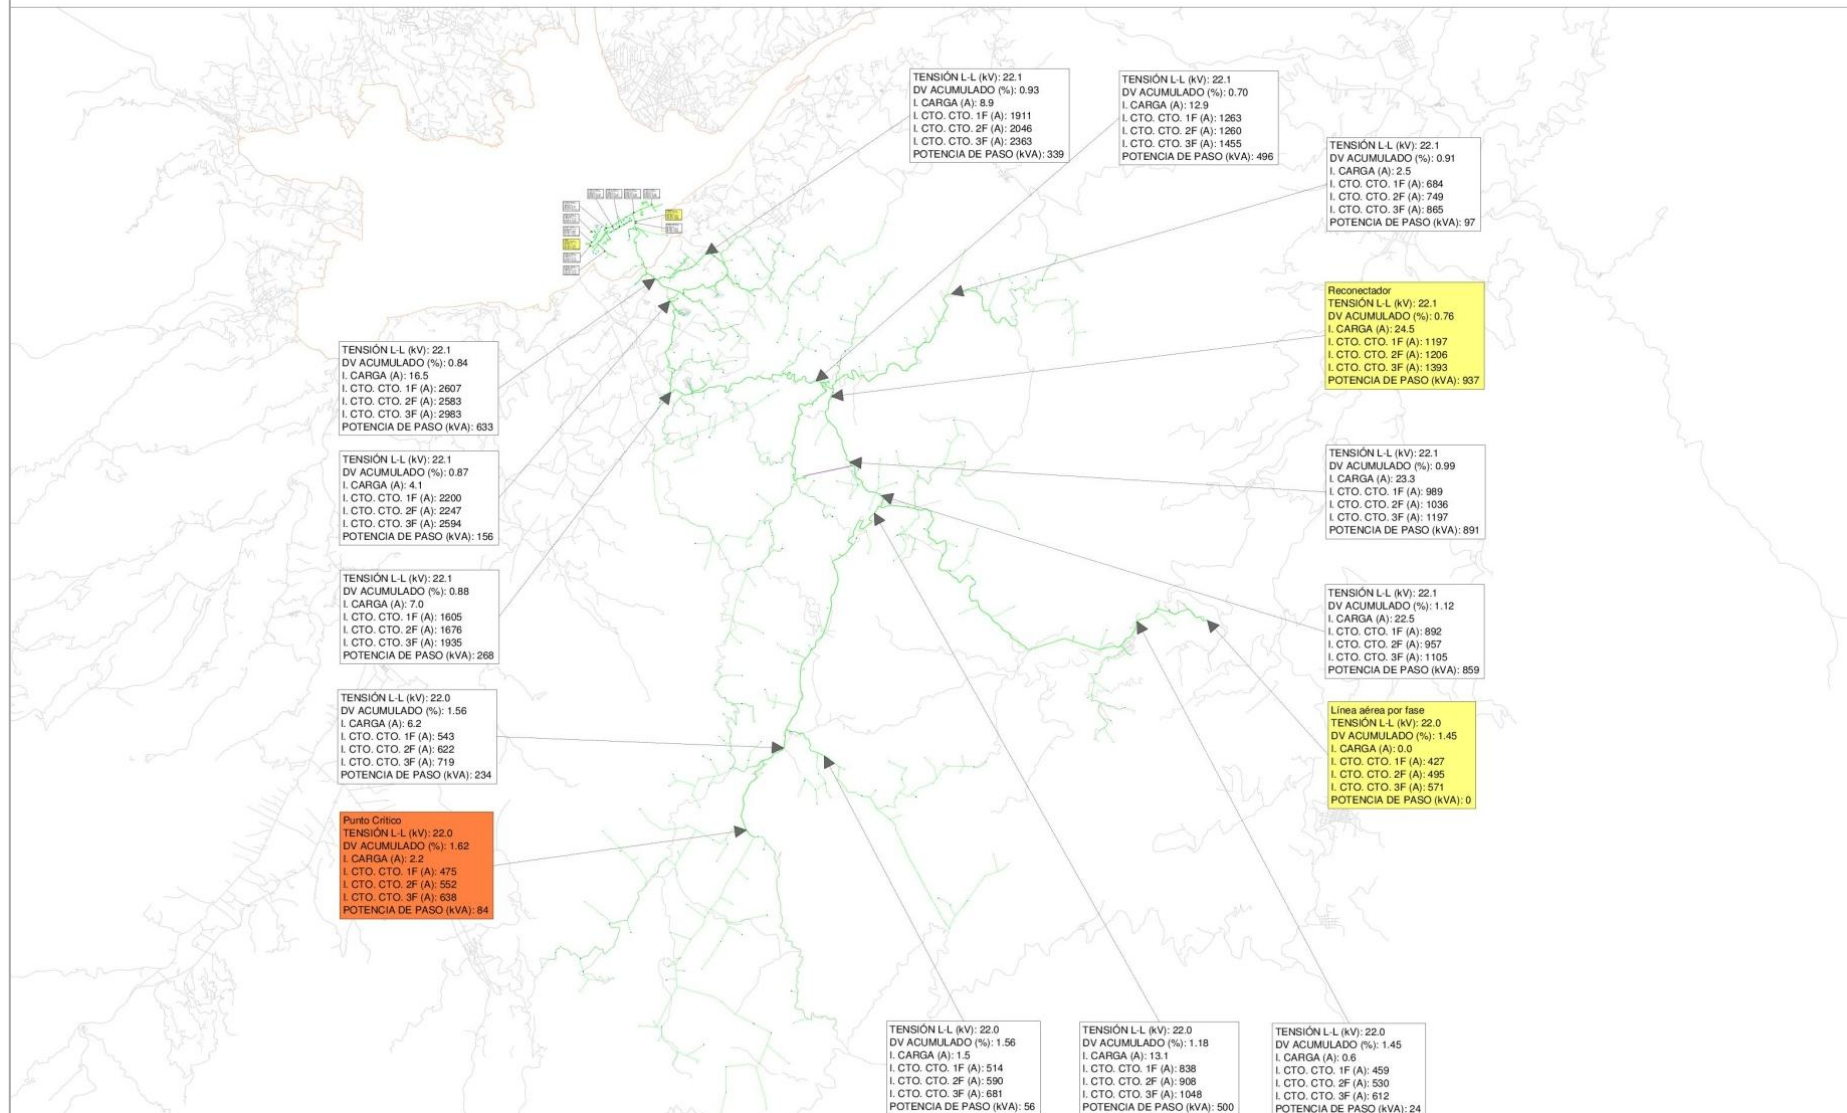 TENSIÓN L-L (kV): 22.1
DV ACUMULADO (%): 0.93
I. CARGA (A): 8.9
I. CTO. CTO. 1F (A): 1911
I. CTO. CTO. 2F (A): 2046
I. CTO. CTO. 3F (A): 2363
POTENCIA DE PASO (kVA): 339
TENSIÓN L-L (kV): 22.1
DV ACUMULADO (%): 0.70
I. CARGA (A): 12.9
I. CTO. CTO. 1F (A): 1263
I. CTO. CTO. 2F (A): 1260
I. CTO. CTO. 3F (A): 1455
POTENCIA DE PASO (kVA): 496
TENSIÓN L-L (kV): 22.1
DV ACUMULADO (%): 0.91
I. CARGA (A): 2.5
I. CTO. CTO. 1F (A): 684
I. CTO. CTO. 2F (A): 749
I. CTO. CTO. 3F (A): 865
POTENCIA DE PASO (kVA): 97
Reconectador
TENSIÓN L-L (kV): 22.1
DV ACUMULADO (%): 0.76
I. CARGA (A): 24.5
I. CTO. CTO. 1F (A): 1197
I. CTO. CTO. 2F (A): 1206
I. CTO. CTO. 3F (A): 1393
POTENCIA DE PASO (kVA): 937
TENSIÓN L-L (kV): 22.1
DV ACUMULADO (%): 0.84
I. CARGA (A): 16.5
I. CTO. CTO. 1F (A): 2607
I. CTO. CTO. 2F (A): 2583
I. CTO. CTO. 3F (A): 2983
POTENCIA DE PASO (kVA): 633
TENSIÓN L-L (kV): 22.1
DV ACUMULADO (%): 0.87
I. CARGA (A): 4.1
I. CTO. CTO. 1F (A): 2200
I. CTO. CTO. 2F (A): 2247
I. CTO. CTO. 3F (A): 2594
POTENCIA DE PASO (kVA): 156
TENSIÓN L-L (kV): 22.1
DV ACUMULADO (%): 0.99
I. CARGA (A): 23.3
I. CTO. CTO. 1F (A): 989
I. CTO. CTO. 2F (A): 1036
I. CTO. CTO. 3F (A): 1197
POTENCIA DE PASO (kVA): 891
TENSIÓN L-L (kV): 22.1
DV ACUMULADO (%): 0.88
I. CARGA (A): 7.0
I. CTO. CTO. 1F (A): 1605
I. CTO. CTO. 2F (A): 1676
I. CTO. CTO. 3F (A): 1935
POTENCIA DE PASO (kVA): 268
TENSIÓN L-L (kV): 22.1
DV ACUMULADO (%): 1.12
I. CARGA (A): 22.5
I. CTO. CTO. 1F (A): 892
I. CTO. CTO. 2F (A): 957
I. CTO. CTO. 3F (A): 1105
POTENCIA DE PASO (kVA): 859
TENSIÓN L-L (kV): 22.0
DV ACUMULADO (%): 1.56
I. CARGA (A): 6.2
I. CTO. CTO. 1F (A): 543
I. CTO. CTO. 2F (A): 622
I. CTO. CTO. 3F (A): 719
POTENCIA DE PASO (kVA): 234
Línea aérea por fase
TENSIÓN L-L (kV): 22.0
DV ACUMULADO (%): 1.45
I. CARGA (A): 0.0
I. CTO. CTO. 1F (A): 427
I. CTO. CTO. 2F (A): 495
I. CTO. CTO. 3F (A): 571
POTENCIA DE PASO (kVA): 0
Punto Crítico
TENSIÓN L-L (kV): 22.0
DV ACUMULADO (%): 1.62
I. CARGA (A): 2.2
I. CTO. CTO. 1F (A): 475
I. CTO. CTO. 2F (A): 552
I. CTO. CTO. 3F (A): 638
POTENCIA DE PASO (kVA): 84
TENSIÓN L-L (kV): 22.0
DV ACUMULADO (%): 1.56
I. CARGA (A): 1.5
I. CTO. CTO. 1F (A): 514
I. CTO. CTO. 2F (A): 590
I. CTO. CTO. 3F (A): 681
POTENCIA DE PASO (kVA): 56
TENSIÓN L-L (kV): 22.0
DV ACUMULADO (%): 1.18
I. CARGA (A): 13.1
I. CTO. CTO. 1F (A): 838
I. CTO. CTO. 2F (A): 908
I. CTO. CTO. 3F (A): 1048
POTENCIA DE PASO (kVA): 500
TENSIÓN L-L (kV): 22.0
DV ACUMULADO (%): 1.45
I. CARGA (A): 0.6
I. CTO. CTO. 1F (A): 459
I. CTO. CTO. 2F (A): 530
I. CTO. CTO. 3F (A): 612
POTENCIA DE PASO (kVA): 24